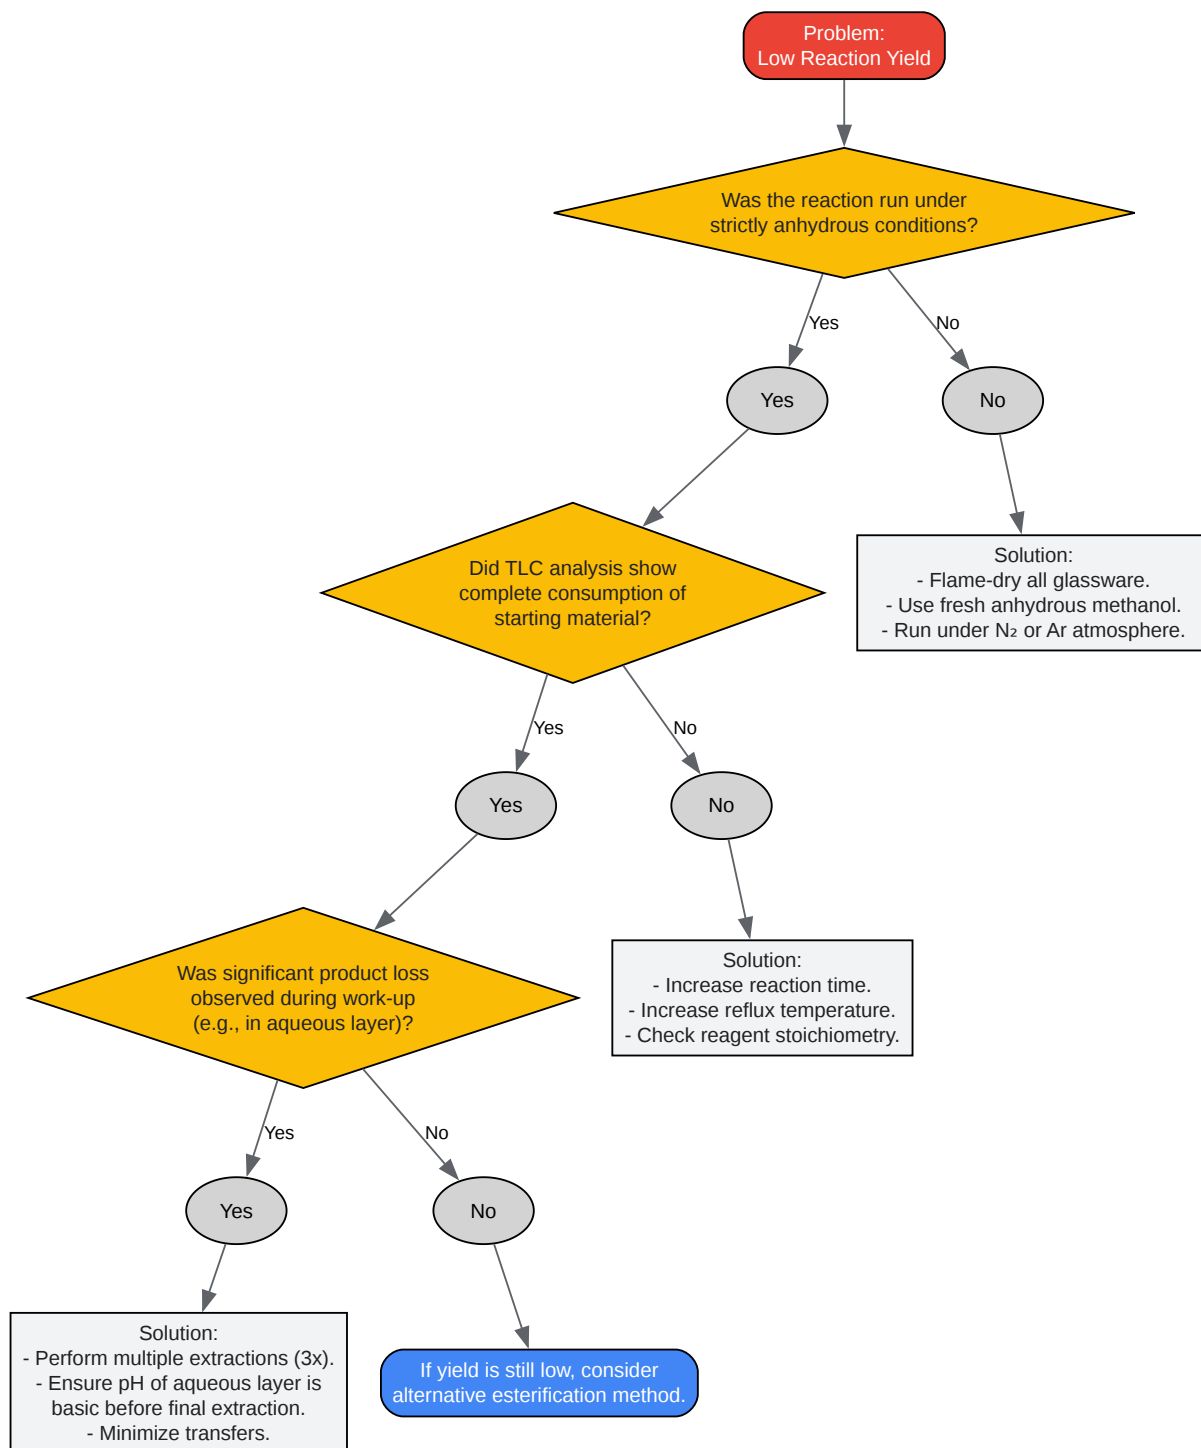 Problem:
Low Reaction Yield
Was the reaction run under
strictly anhydrous conditions?
Yes
No
Yes
No
Did TLC analysis show
complete consumption of
starting material?
Solution:
- Flame-dry all glassware.
- Use fresh anhydrous methanol.
- Run under N₂ or Ar atmosphere.
Yes
No
Yes
No
Was significant product loss
observed during work-up
(e.g., in aqueous layer)?
Solution:
- Increase reaction time.
- Increase reflux temperature.
- Check reagent stoichiometry.
Yes
No
Yes
No
Solution:
- Perform multiple extractions (3x).
- Ensure pH of aqueous layer is
basic before final extraction.
- Minimize transfers.
If yield is still low, consider
alternative esterification method.